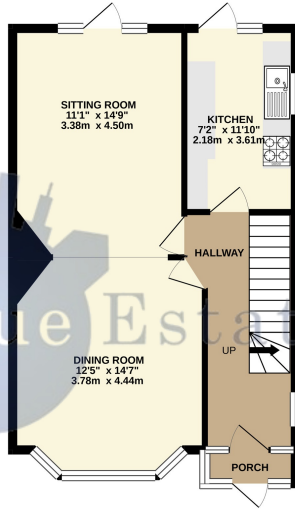 SITTING ROOM
11'1" x 14'9"
3.38m x 4.50m
KITCHEN
7'2" x 11'10"
2.18m x 3.61m
HALLWAY
ue Estat
DINING ROOM
12'5" x 14'7"
3.78m x 4.44m
UP
PORCH